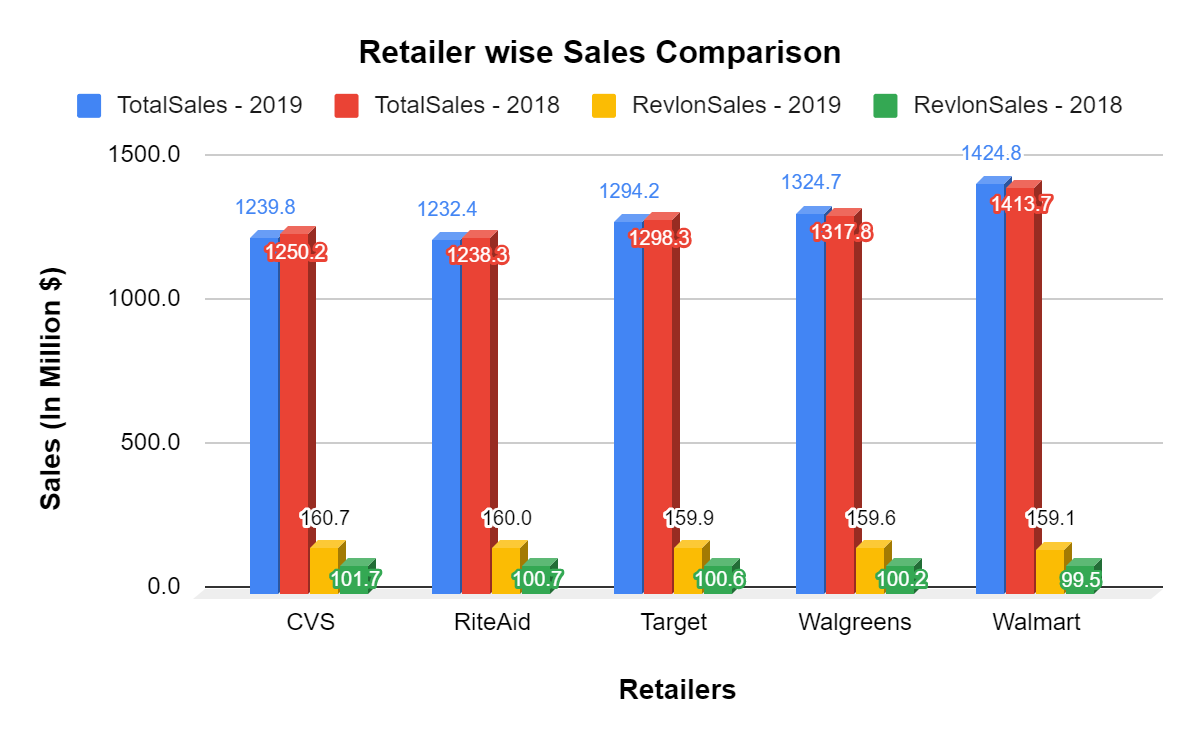 Retailer wise Sales Comparison
TotalSales - 2019 TotalSales - 2018 RevlonSales - 2019 RevlonSales - 2018
Sales (In Million $)
1500.0
1000.0
500.0
0.0
1239.8 1250.2 160.7 101.7
1232.4 1238.3 160.0 100.7
1294.2 1298.3 159.9 100.6
1324.7 1317.8 159.6 100.2
1424.8 1413.7 159.1 99.5
CVS RiteAid Target Walgreens Walmart
Retailers